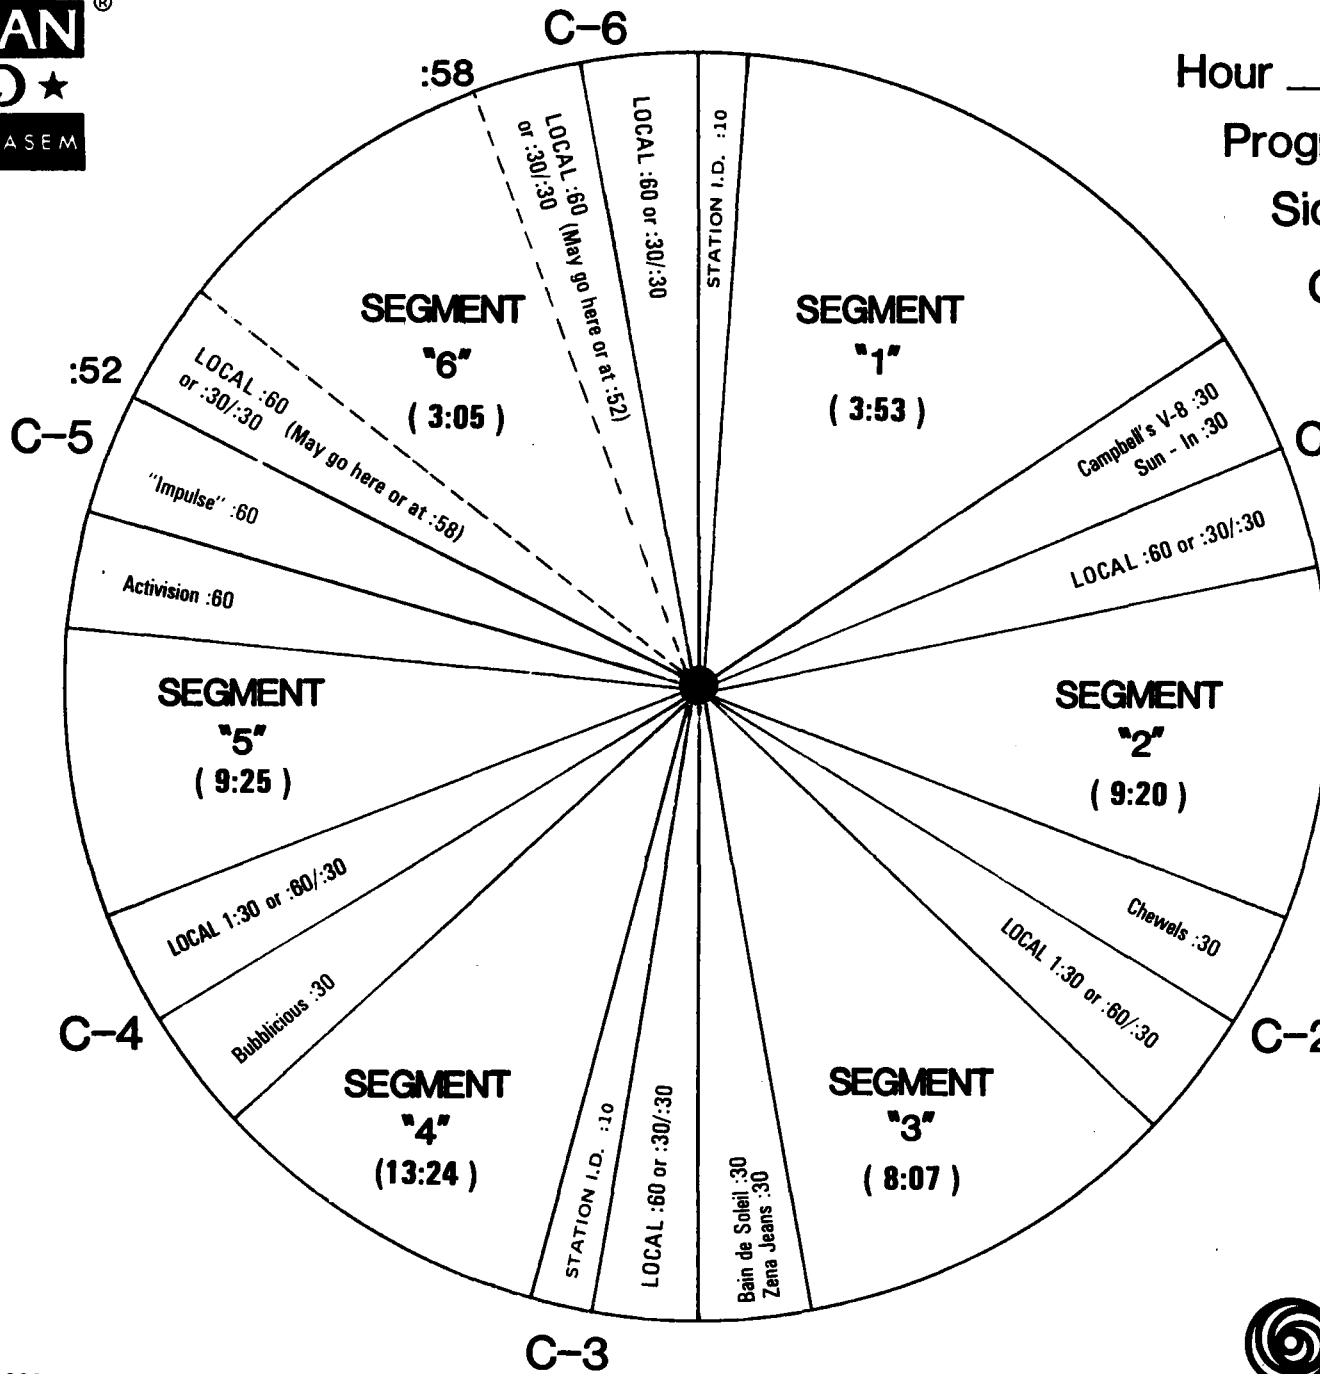 ®
AN
★
ASEM
C-6
:58
Hour
LOCAL :60 or :30/:30
STATION I.D. :10
LOCAL :60
or :30/:30 (May go here or at :52)
SEGMENT
"6"
( 3:05 )
SEGMENT
"1"
( 3:53 )
:52
C-5
LOCAL :60
or :30/:30 (May go here or at :58)
Campbell's V-8 :30
Sun - In :30
"Impulse" :60
LOCAL :60 or :30/:30
Activision :60
SEGMENT
"5"
( 9:25 )
SEGMENT
"2"
( 9:20 )
LOCAL 1:30 or :60/:30
Chewels :30
LOCAL 1:30 or :60/:30
Bubblicious :30
C-4
C-2
SEGMENT
"4"
(13:24 )
SEGMENT
"3"
( 8:07 )
STATION I.D. :10
LOCAL :60 or :30/:30
Bain de Soleil :30
Zena Jeans :30
C-3